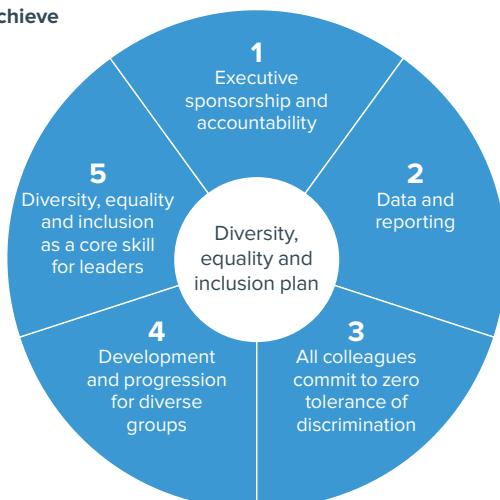 chieve
1
Executive
sponsorship and
accountability
2
Data and
reporting
3
All colleagues
commit to zero
tolerance of
discrimination
4
Development
and progression
for diverse
groups
5
Diversity, equality
and inclusion
as a core skill
for leaders
Diversity,
equality and
inclusion plan